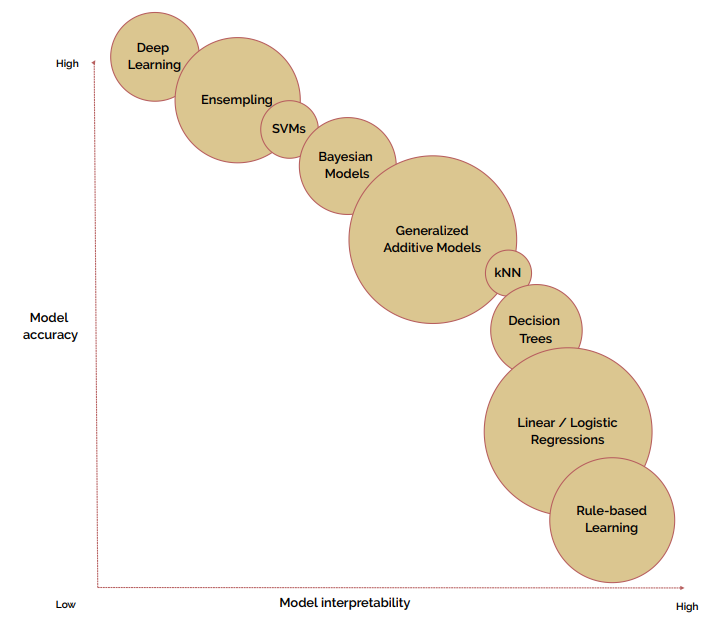 Deep
Learning
High
Ensempling
SVMs
Bayesian
Models
Generalized
Additive Models
kNN
Model
accuracy
Decision
Trees
Linear / Logistic
Regressions
Rule-based
Learning
Low
Model interpretability
High